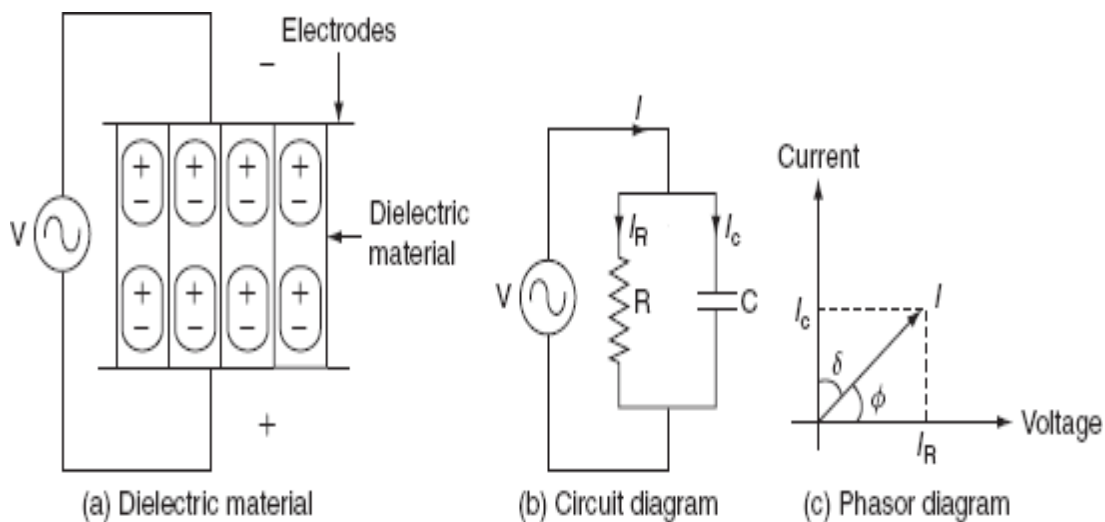 Electrodes
−
+ + + +
− − − −
V
Dielectric
material
+ + + +
− − − −
+
(a) Dielectric material
I
I_R
I_c
V
R
C
(b) Circuit diagram
Current
I_c
I
δ
ϕ
Voltage
I_R
(c) Phasor diagram